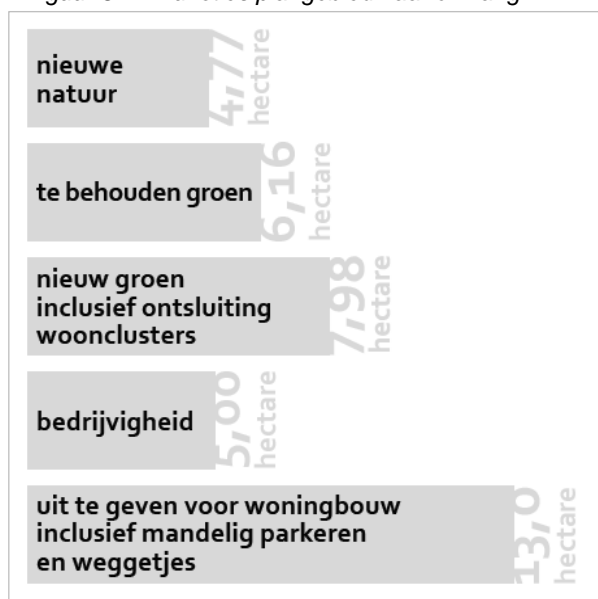 nieuwe
natuur
4,77
hectare
te behouden groen
6,16
hectare
nieuw groen
inclusief ontsluiting
woonclusters
7,98
hectare
bedrijvigheid
5,00
hectare
uit te geven voor woningbouw
inclusief mandelig parkeren
en weggetjes
13,0
hectare